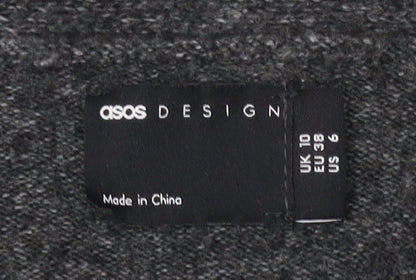 asos DESIGN
Made in China
UK 10
EU 38
US 6